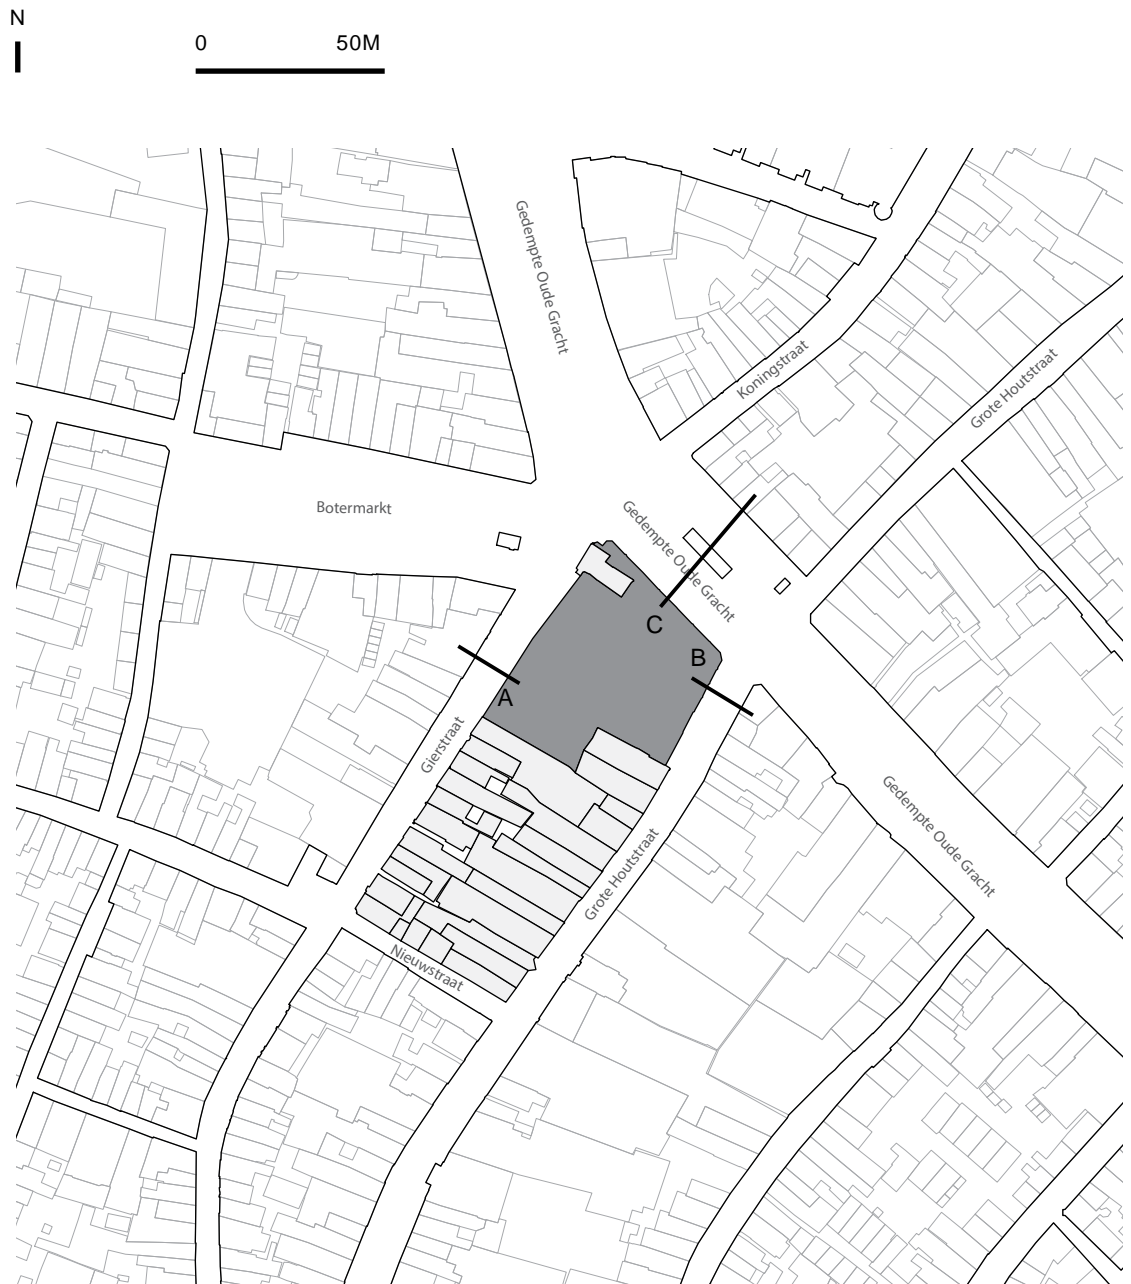 N
0 50M
Gedempte Oude Gracht
Koningstraat
Grote Houtstraat
Botermarkt
Gedempte Oude Gracht
C
B
A
Gierstraat
Gedempte Oude Gracht
Grote Houtstraat
Nieuwstraat